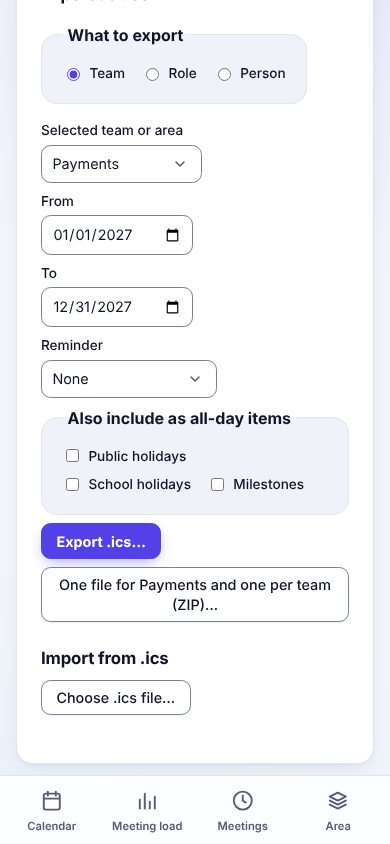 What to export
Team
Role
Person
Selected team or area
Payments
From
01/01/2027
To
12/31/2027
Reminder
None
Also include as all-day items
Public holidays
School holidays
Milestones
Export .ics...
One file for Payments and one per team
(ZIP)...
Import from .ics
Choose .ics file...
Calendar
Meeting load
Meetings
Area